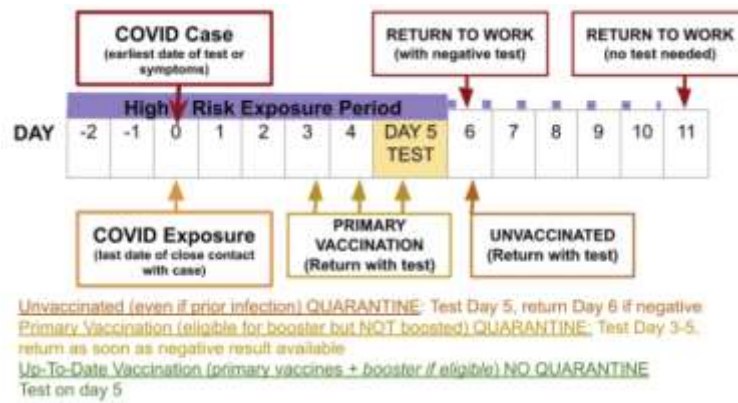 COVID Case
(earliest date of test or
symptoms)
RETURN TO WORK
(with negative test)
RETURN TO WORK
(no test needed)
High Risk Exposure Period
DAY -2 -1 0 1 2 3 4 DAY 5 6 7 8 9 10 11
TEST
COVID Exposure
(last date of close contact
with case)
PRIMARY
VACCINATION
(Return with test)
UNVACCINATED
(Return with test)
Unvaccinated (even if prior infection) QUARANTINE: Test Day 5, return Day 6 if negative
Primary Vaccination (eligible for booster but NOT boosted) QUARANTINE: Test Day 3-5,
return as soon as negative result available
Up-To-Date Vaccination (primary vaccines + booster if eligible) NO QUARANTINE
Test on day 5